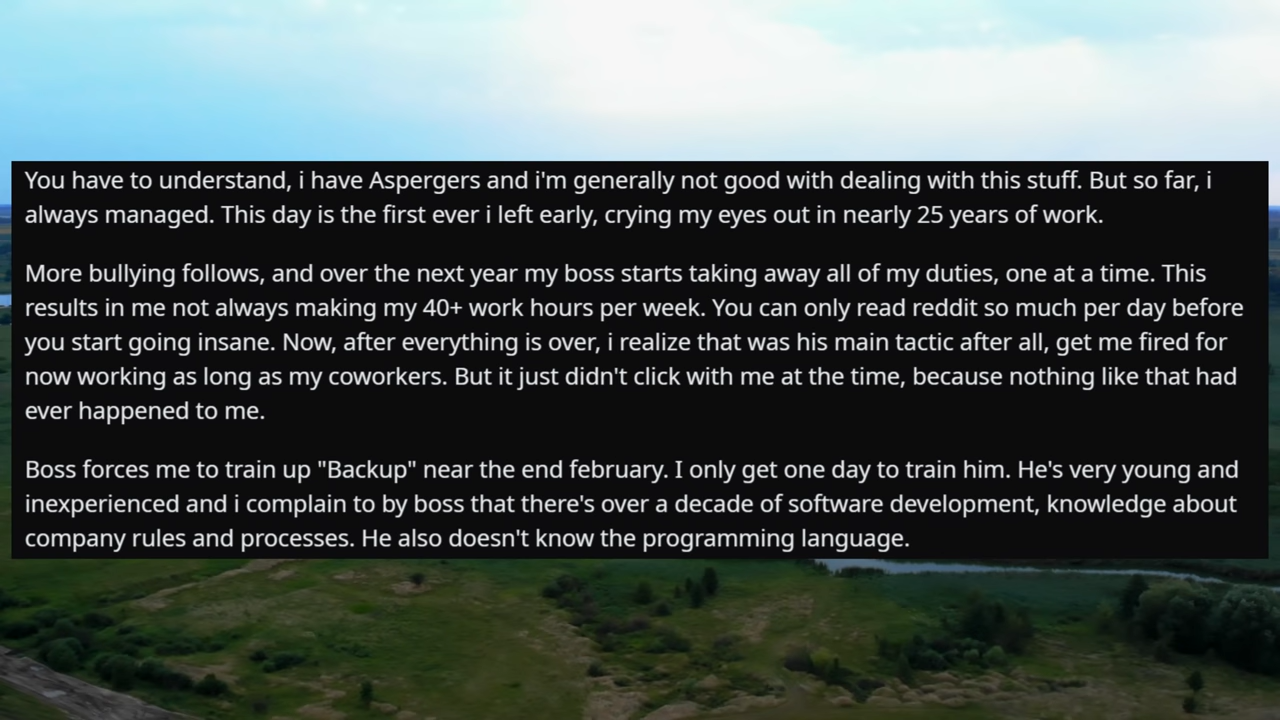 You have to understand, i have Aspergers and i'm generally not good with dealing with this stuff. But so far, i
always managed. This day is the first ever i left early, crying my eyes out in nearly 25 years of work.
More bullying follows, and over the next year my boss starts taking away all of my duties, one at a time. This
results in me not always making my 40+ work hours per week. You can only read reddit so much per day before
you start going insane. Now, after everything is over, i realize that was his main tactic after all, get me fired for
now working as long as my coworkers. But it just didn't click with me at the time, because nothing like that had
ever happened to me.
Boss forces me to train up "Backup" near the end february. I only get one day to train him. He's very young and
inexperienced and i complain to by boss that there's over a decade of software development, knowledge about
company rules and processes. He also doesn't know the programming language.